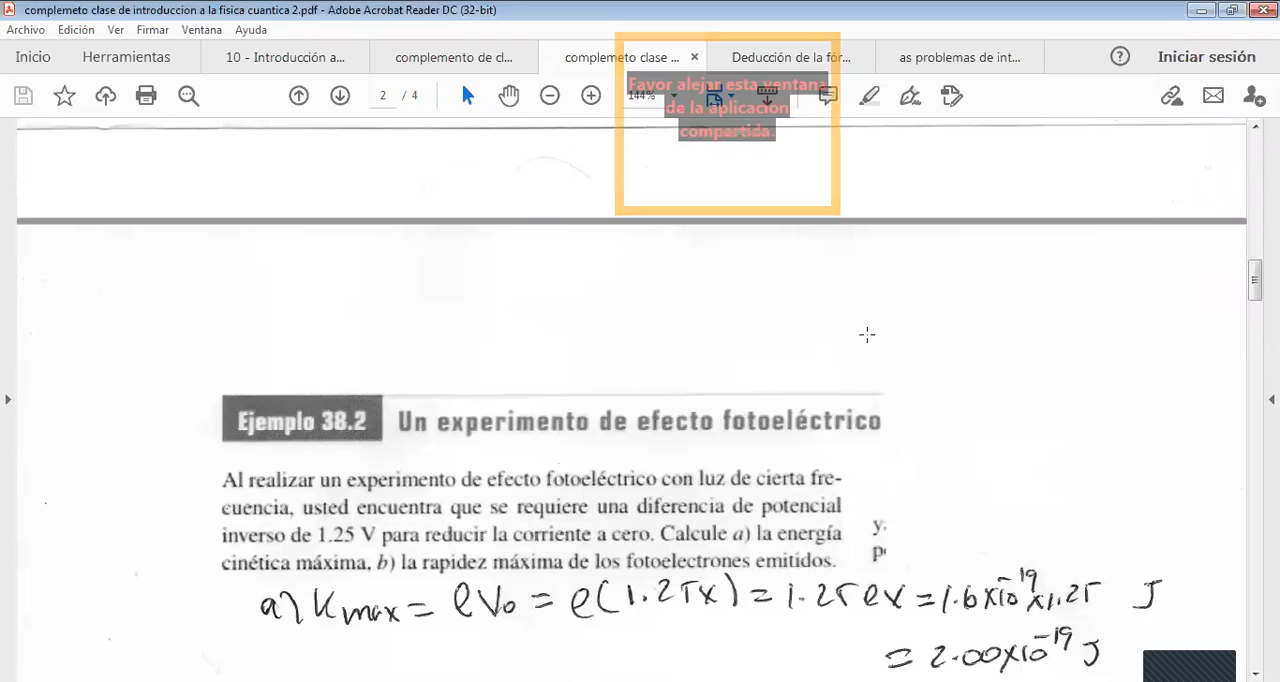 complemeto clase de introduccion a la fisica cuantica 2.pdf - Adobe Acrobat Reader DC (32-bit)
Archivo Edición Ver Firmar Ventana Ayuda
Inicio Herramientas 10 - Introducción a... complemento de cl... complemeto clase ... × Deducción de la fór... as problemas de int... Iniciar sesión
2 / 4 144%
Favor alejar esta ventana
de la aplicación
compartida.
Ejemplo 38.2 Un experimento de efecto fotoeléctrico
Al realizar un experimento de efecto fotoeléctrico con luz de cierta fre-
cuencia, usted encuentra que se requiere una diferencia de potencial
inverso de 1.25 V para reducir la corriente a cero. Calcule a) la energía
cinética máxima, b) la rapidez máxima de los fotoelectrones emitidos.
a) Kmax = eV₀ = e(1.25V) = 1.25eV = 1.6x10⁻¹⁹x1.25 J
= 2.00x10⁻¹⁹ J